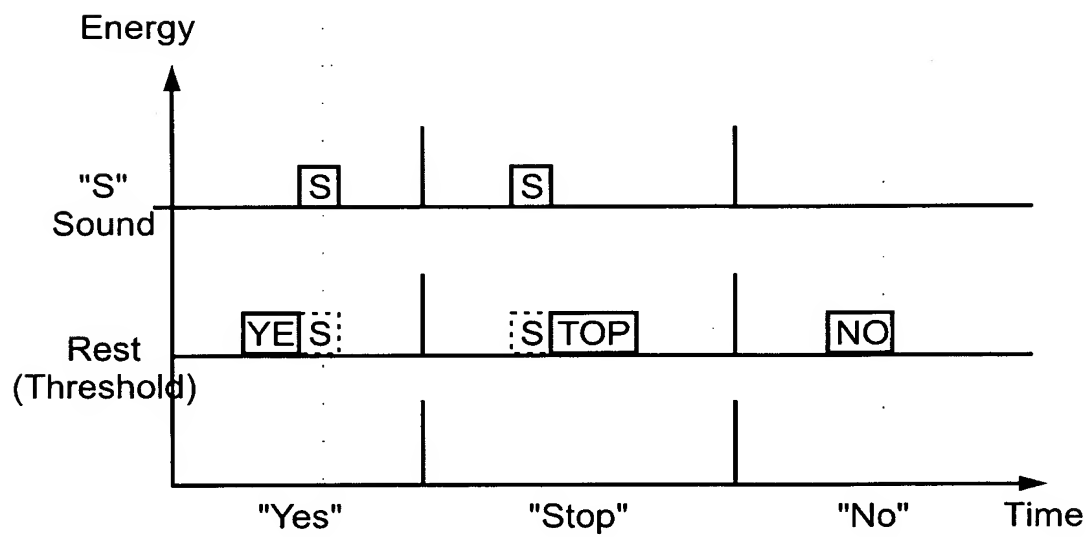 Energy
"S"
Sound
S
S
Rest
(Threshold)
YE S
S TOP
NO
"Yes" "Stop" "No" Time